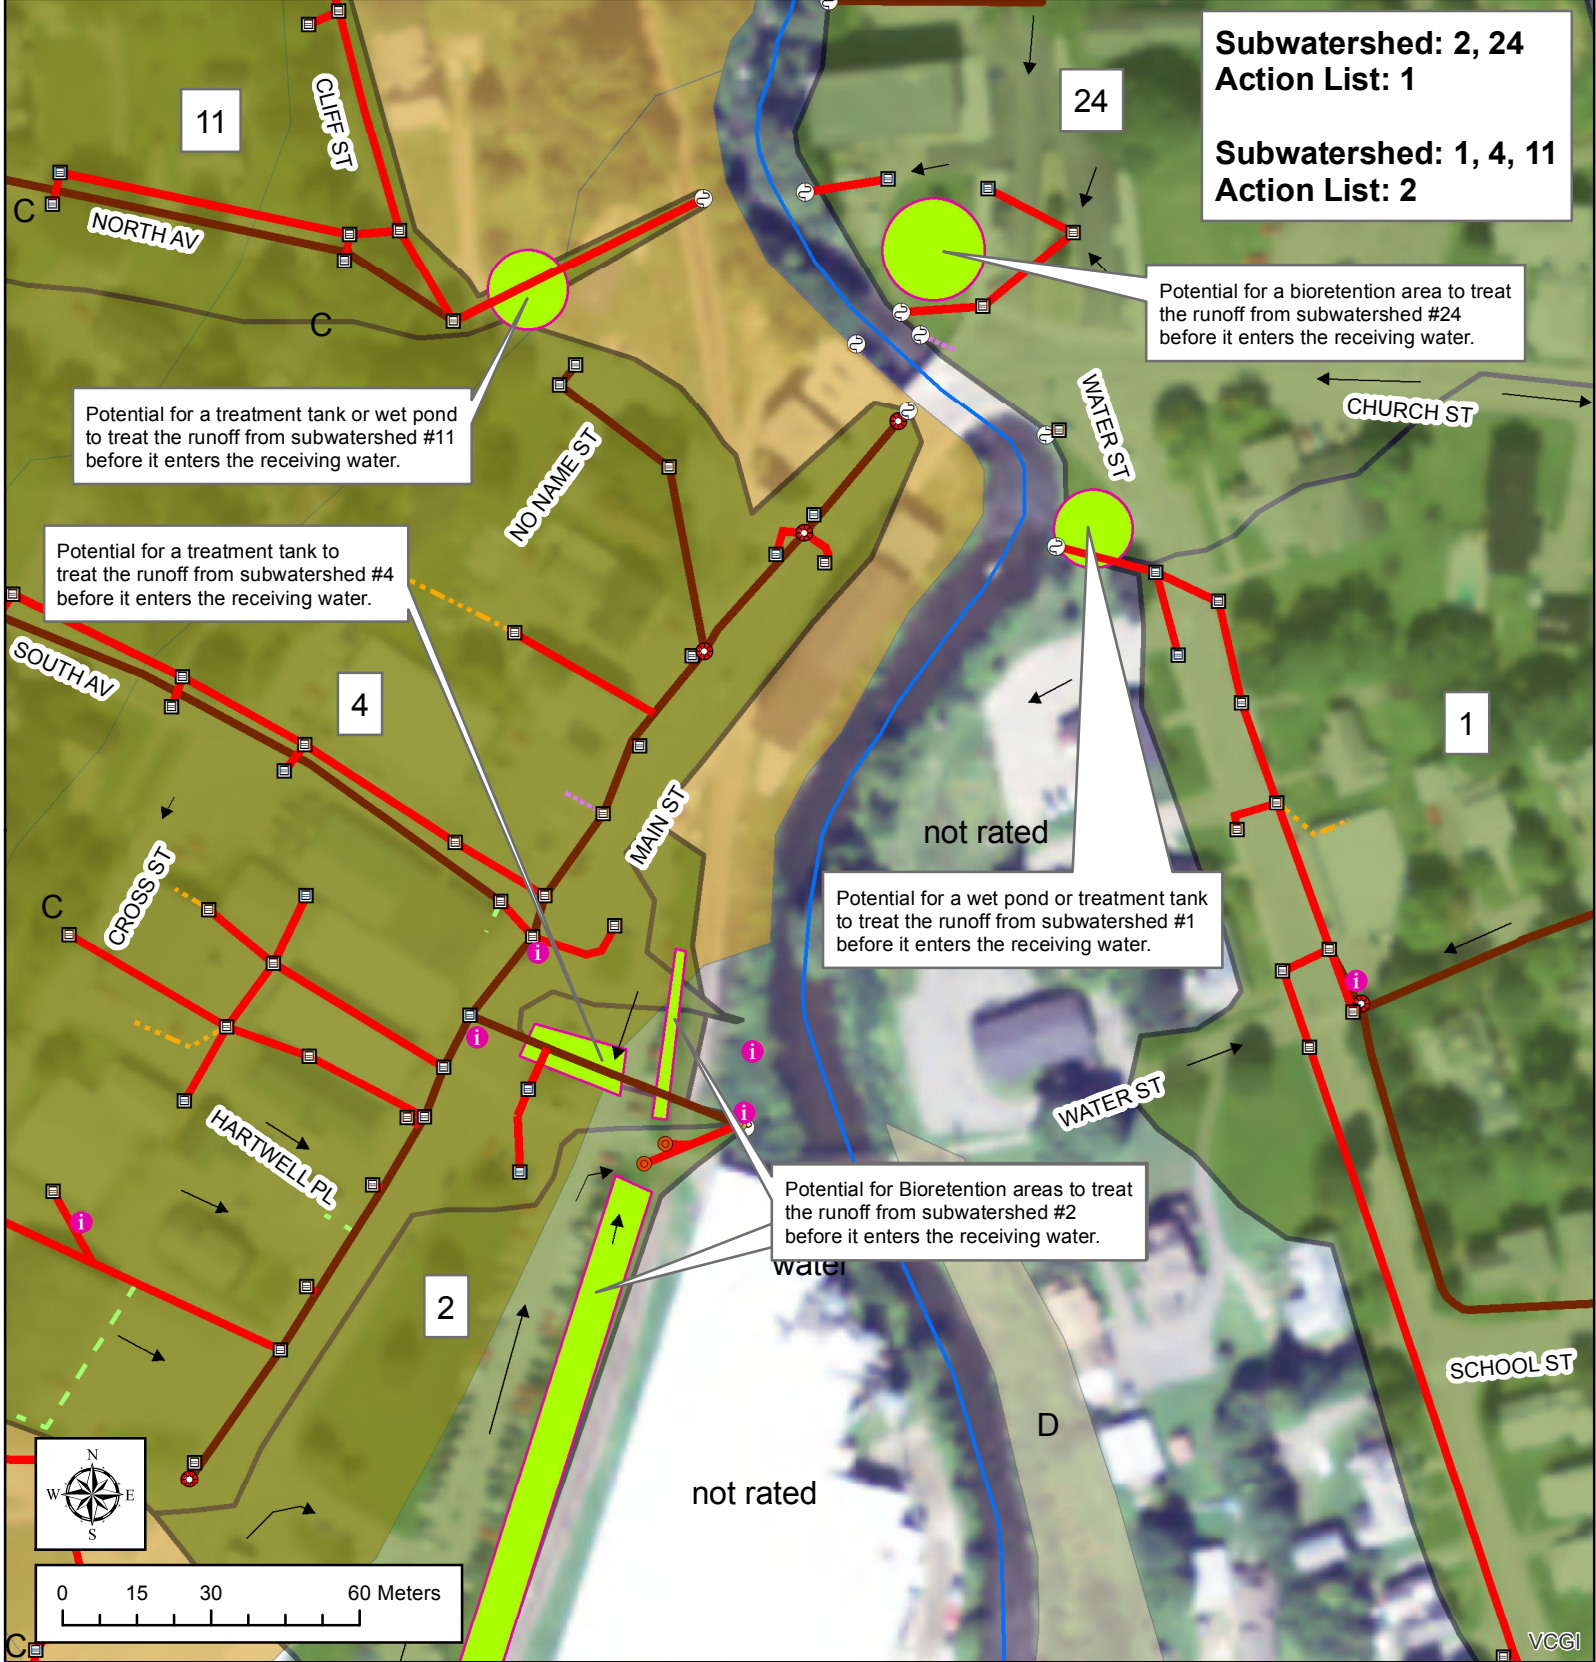 Subwatershed: 2, 24
Action List: 1
Subwatershed: 1, 4, 11
Action List: 2
11
CLIFF ST
24
C
NORTH AV
C
Potential for a bioretention area to treat
the runoff from subwatershed #24
before it enters the receiving water.
Potential for a treatment tank or wet pond
to treat the runoff from subwatershed #11
before it enters the receiving water.
WATER ST
CHURCH ST
NO NAME ST
Potential for a treatment tank to
treat the runoff from subwatershed #4
before it enters the receiving water.
SOUTH AV
4
1
MAIN ST
not rated
CROSS ST
C
Potential for a wet pond or treatment tank
to treat the runoff from subwatershed #1
before it enters the receiving water.
i
i
i
i
i
WATER ST
HARTWELL PL
Potential for Bioretention areas to treat
the runoff from subwatershed #2
before it enters the receiving water.
i
water
2
SCHOOL ST
D
not rated
N
W E
S
0 15 30 60 Meters
C
VCGI